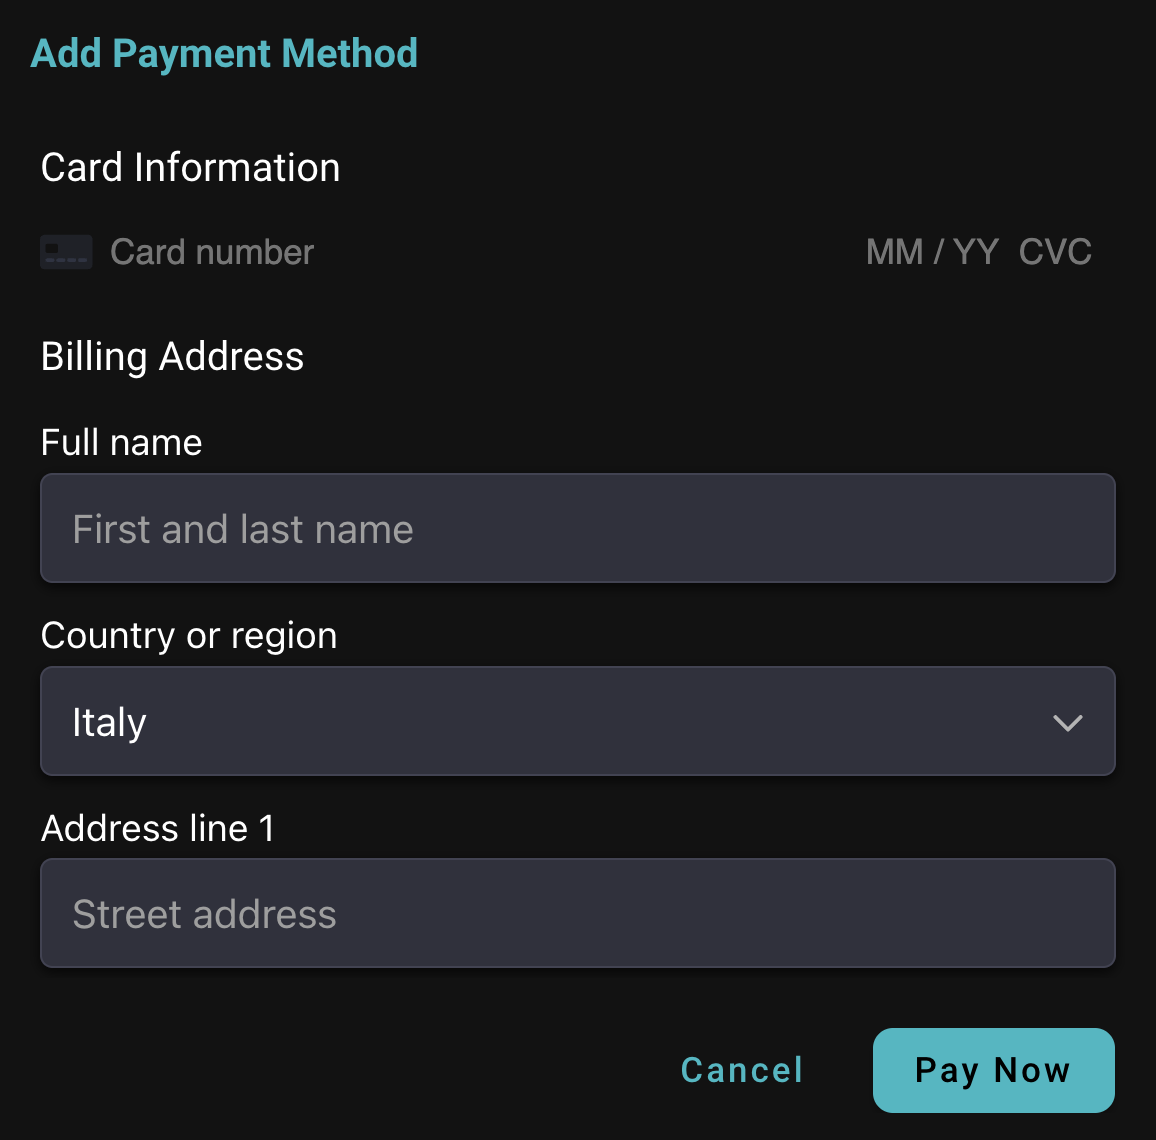 Add Payment Method
Card Information
Card number MM / YY CVC
Billing Address
Full name
First and last name
Country or region
Italy
Address line 1
Street address
Cancel Pay Now